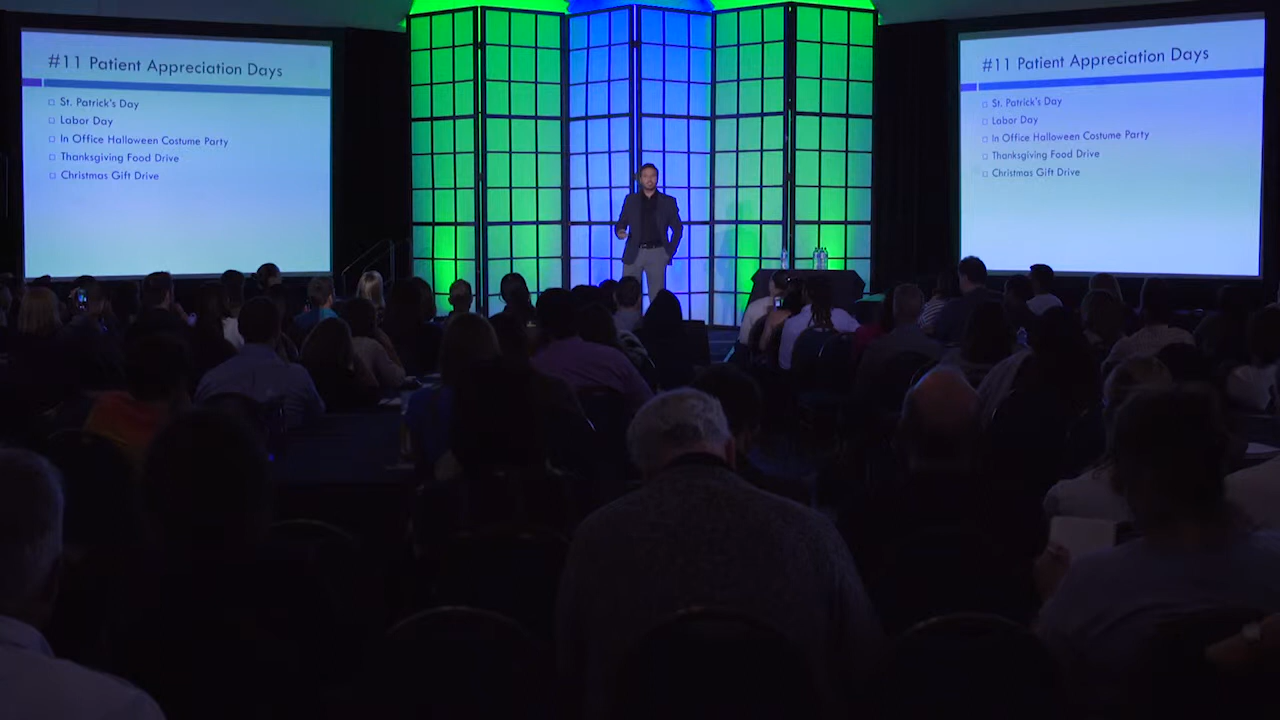 #11 Patient Appreciation Days
St. Patrick's Day
Labor Day
In Office Halloween Costume Party
Thanksgiving Food Drive
Christmas Gift Drive
#11 Patient Appreciation Days
St. Patrick's Day
Labor Day
In Office Halloween Costume Party
Thanksgiving Food Drive
Christmas Gift Drive